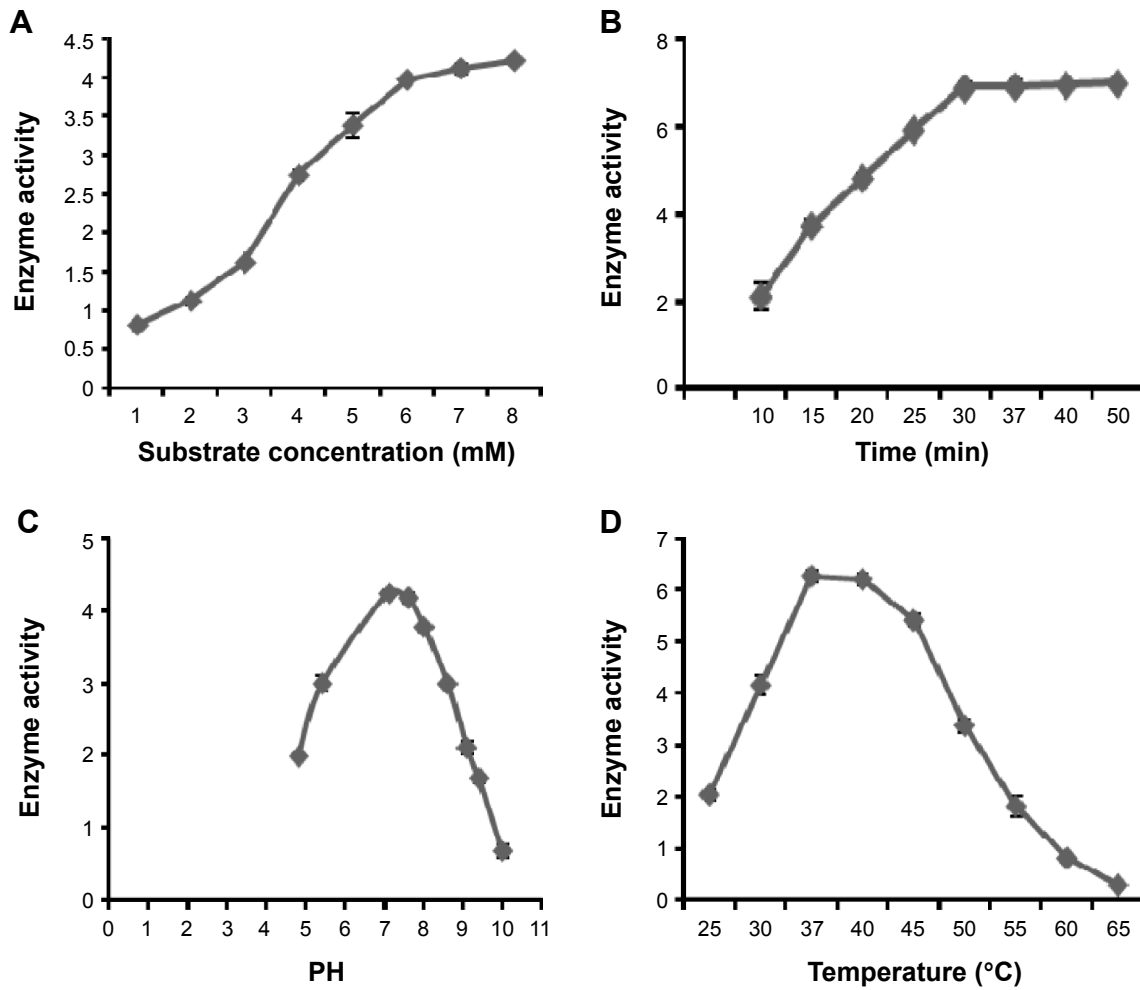 A
Enzyme activity
4.5
4
3.5
3
2.5
2
1.5
1
0.5
0
1 2 3 4 5 6 7 8
Substrate concentration (mM)
B
Enzyme activity
8
6
4
2
0
10 15 20 25 30 37 40 50
Time (min)
C
Enzyme activity
5
4
3
2
1
0
0 1 2 3 4 5 6 7 8 9 10 11
PH
D
Enzyme activity
7
6
5
4
3
2
1
0
25 30 37 40 45 50 55 60 65
Temperature (°C)